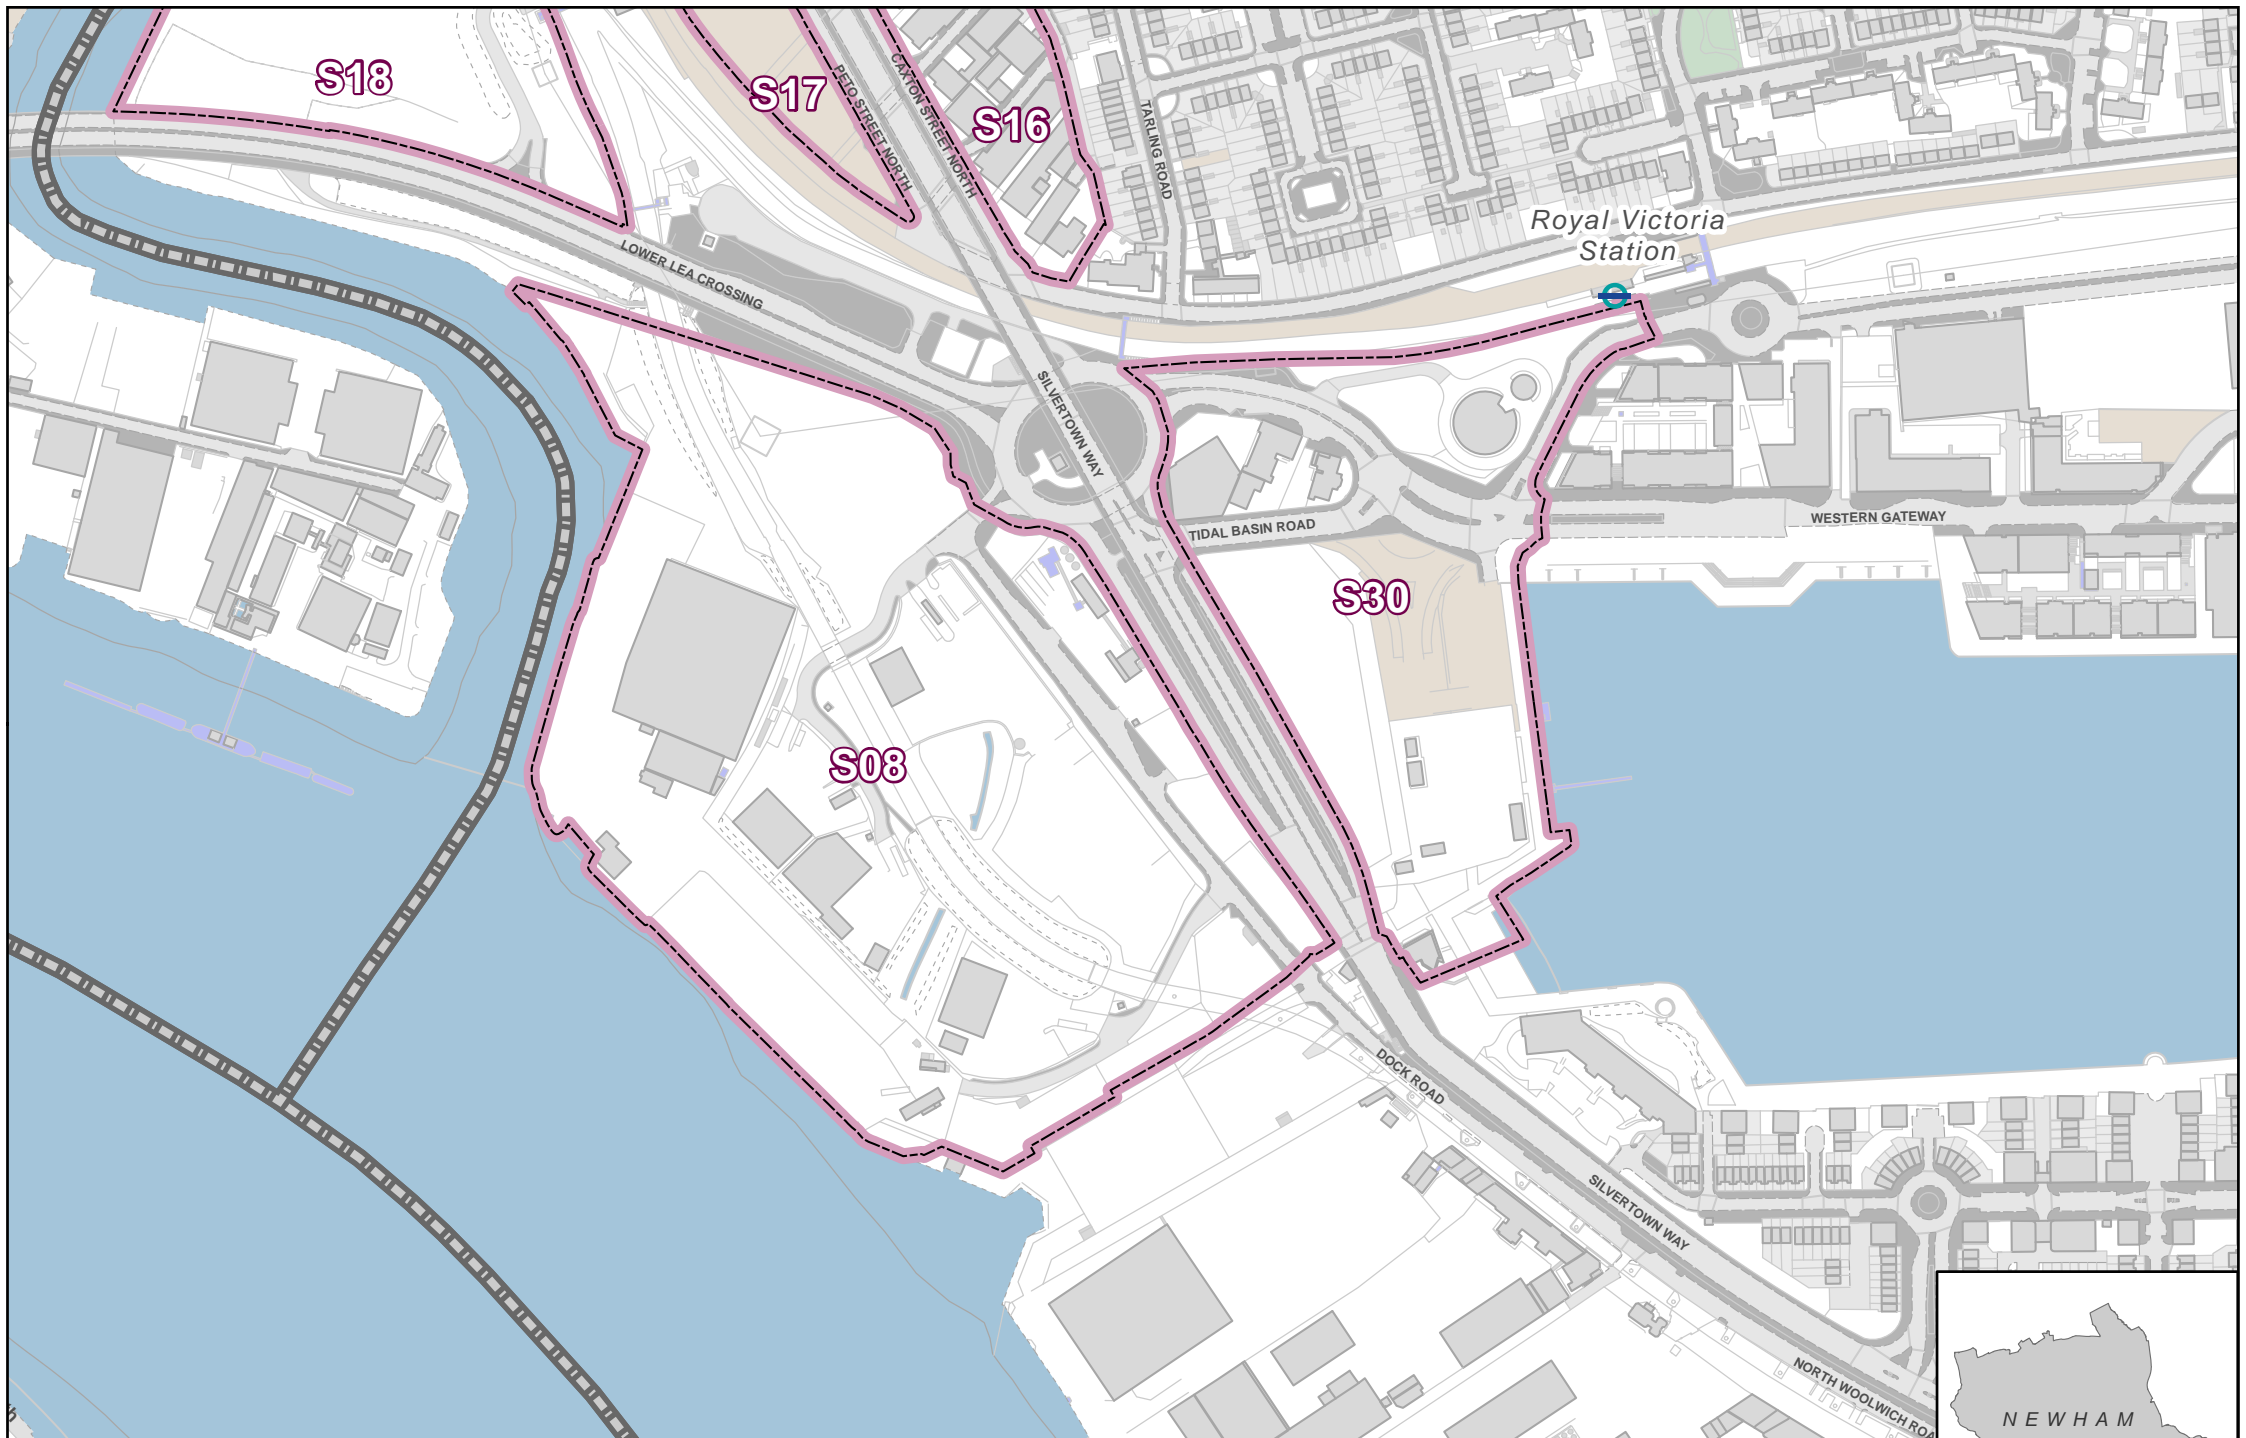 S18
S17
S16
PETO STREET NORTH
CAXTON STREET NORTH
TARLING ROAD
Royal Victoria
Station
LOWER LEA CROSSING
SILVERTOWN WAY
TIDAL BASIN ROAD
WESTERN GATEWAY
S30
S08
DOCK ROAD
SILVERTOWN WAY
NORTH WOOLWICH ROA
NEWHAM